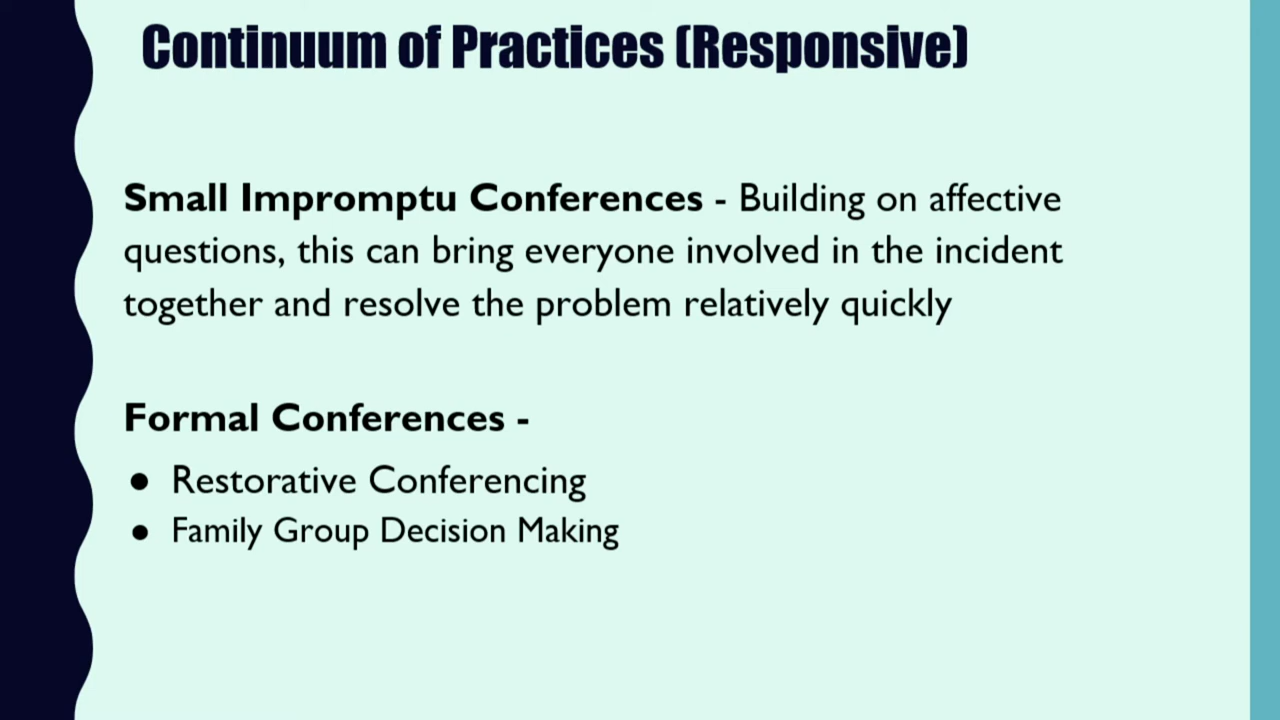 Continuum of Practices (Responsive)
Small Impromptu Conferences - Building on affective
questions, this can bring everyone involved in the incident
together and resolve the problem relatively quickly
Formal Conferences -
● Restorative Conferencing
● Family Group Decision Making